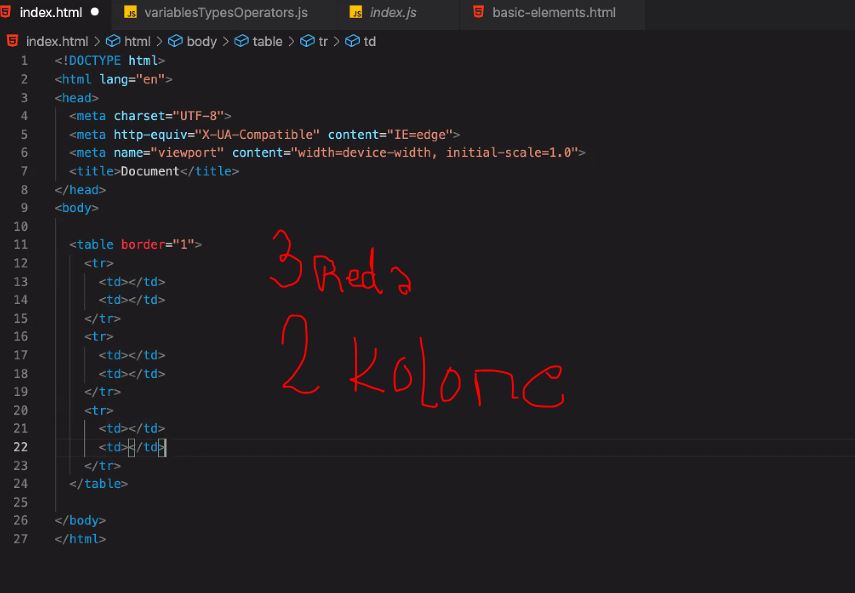 index.html ● variablesTypesOperators.js index.js basic-elements.html
index.html > html > body > table > tr > td
1 <!DOCTYPE html>
2 <html lang="en">
3 <head>
4 <meta charset="UTF-8">
5 <meta http-equiv="X-UA-Compatible" content="IE=edge">
6 <meta name="viewport" content="width=device-width, initial-scale=1.0">
7 <title>Document</title>
8 </head>
9 <body>
10
11 <table border="1">
12 <tr>
13 <td></td>
14 <td></td>
15 </tr>
16 <tr>
17 <td></td>
18 <td></td>
19 </tr>
20 <tr>
21 <td></td>
22 <td></td>
23 </tr>
24 </table>
25
26 </body>
27 </html>
3 Reda
2 Kolone